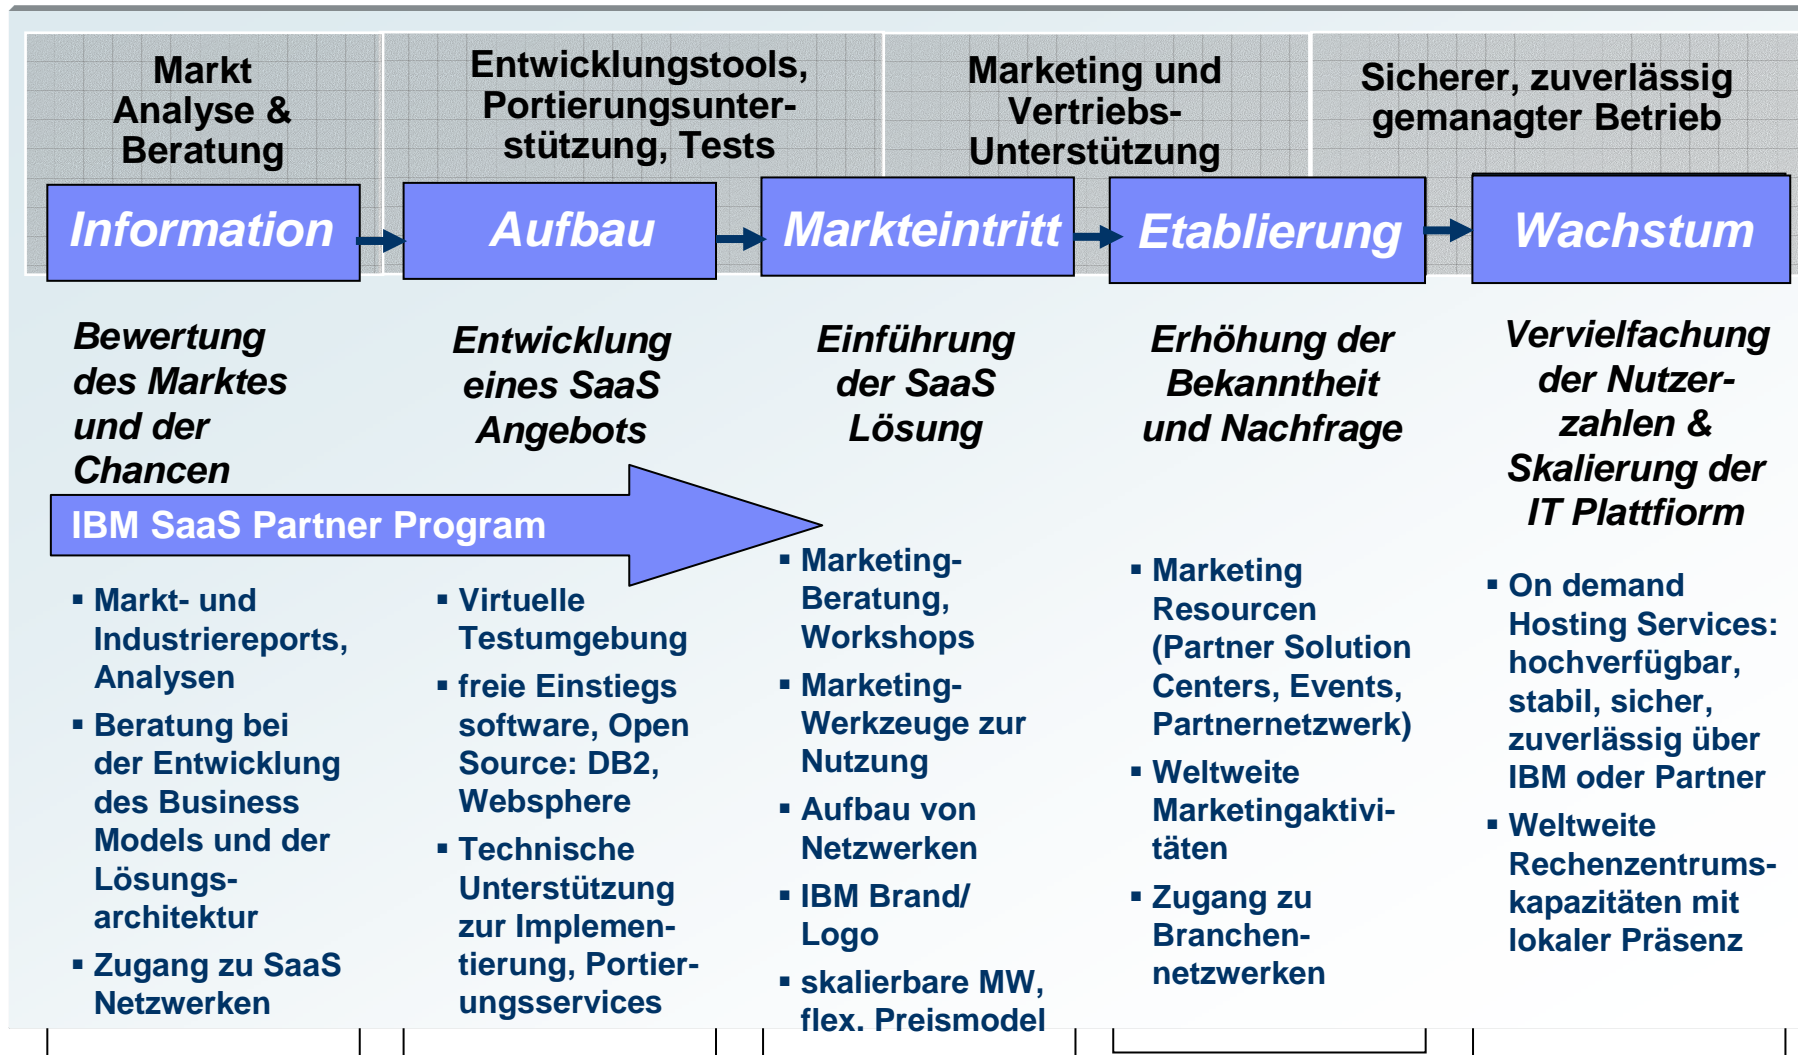 Markt
Analyse &
Beratung
Entwicklungstools,
Portierungsunter-
stützung, Tests
Marketing und
Vertriebs-
Unterstützung
Sicherer, zuverlässig
gemanagter Betrieb
Information
Aufbau
Markteintritt
Etablierung
Wachstum
Bewertung
des Marktes
und der
Chancen
Entwicklung
eines SaaS
Angebots
Einführung
der SaaS
Lösung
Erhöhung der
Bekanntheit
und Nachfrage
Vervielfachung
der Nutzer-
zahlen &
Skalierung der
IT Plattfiorm
IBM SaaS Partner Program
▪ Markt- und
Industriereports,
Analysen
▪ Beratung bei
der Entwicklung
des Business
Models und der
Lösungs-
architektur
▪ Zugang zu SaaS
Netzwerken
▪ Virtuelle
Testumgebung
▪ freie Einstiegs
software, Open
Source: DB2,
Websphere
▪ Technische
Unterstützung
zur Implemen-
tierung, Portier-
ungsservices
▪ Marketing-
Beratung,
Workshops
▪ Marketing-
Werkzeuge zur
Nutzung
▪ Aufbau von
Netzwerken
▪ IBM Brand/
Logo
▪ skalierbare MW,
flex. Preismodel
▪ Marketing
Resourcen
(Partner Solution
Centers, Events,
Partnernetzwerk)
▪ Weltweite
Marketingaktivi-
täten
▪ Zugang zu
Branchen-
netzwerken
▪ On demand
Hosting Services:
hochverfügbar,
stabil, sicher,
zuverlässig über
IBM oder Partner
▪ Weltweite
Rechenzentrums-
kapazitäten mit
lokaler Präsenz